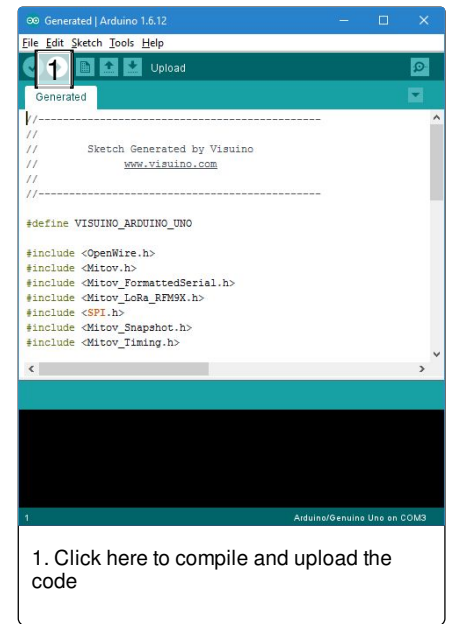 Generated | Arduino 1.6.12
File Edit Sketch Tools Help
1
Upload
Generated
//----------------------------------------------
//
//        Sketch Generated by Visuino
//              www.visuino.com
//
//----------------------------------------------
#define VISUINO_ARDUINO_UNO
#include <OpenWire.h>
#include <Mitov.h>
#include <Mitov_FormattedSerial.h>
#include <Mitov_LoRa_RFM9X.h>
#include <SPI.h>
#include <Mitov_Snapshot.h>
#include <Mitov_Timing.h>
1 Arduino/Genuino Uno on COM3
1. Click here to compile and upload the
code